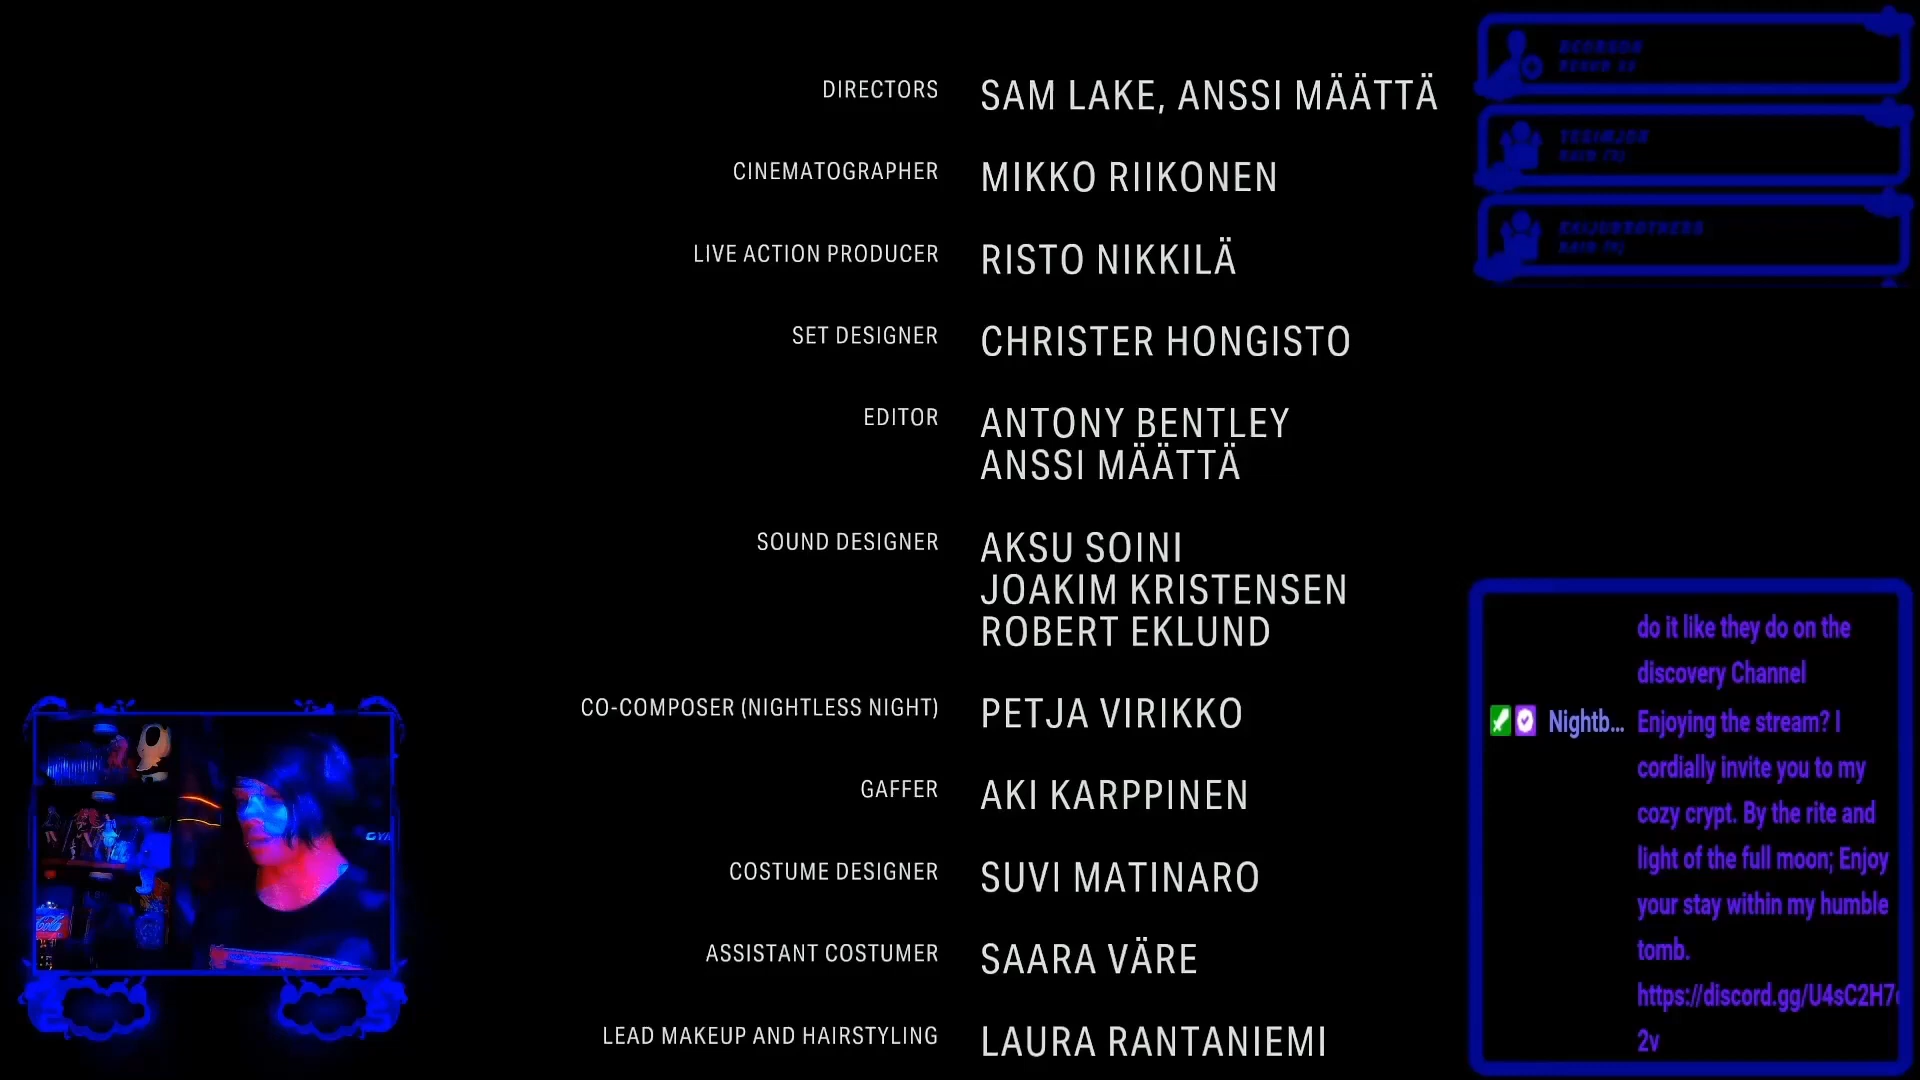 DIRECTORS SAM LAKE, ANSSI MÄÄTTÄ
CINEMATOGRAPHER MIKKO RIIKONEN
LIVE ACTION PRODUCER RISTO NIKKILÄ
SET DESIGNER CHRISTER HONGISTO
EDITOR ANTONY BENTLEY
ANSSI MÄÄTTÄ
SOUND DESIGNER AKSU SOINI
JOAKIM KRISTENSEN
ROBERT EKLUND
CO-COMPOSER (NIGHTLESS NIGHT) PETJA VIRIKKO
GAFFER AKI KARPPINEN
COSTUME DESIGNER SUVI MATINARO
ASSISTANT COSTUMER SAARA VÄRE
LEAD MAKEUP AND HAIRSTYLING LAURA RANTANIEMI
do it like they do on the
discovery Channel
Nightb... Enjoying the stream? I
cordially invite you to my
cozy crypt. By the rite and
light of the full moon; Enjoy
your stay within my humble
tomb.
2v